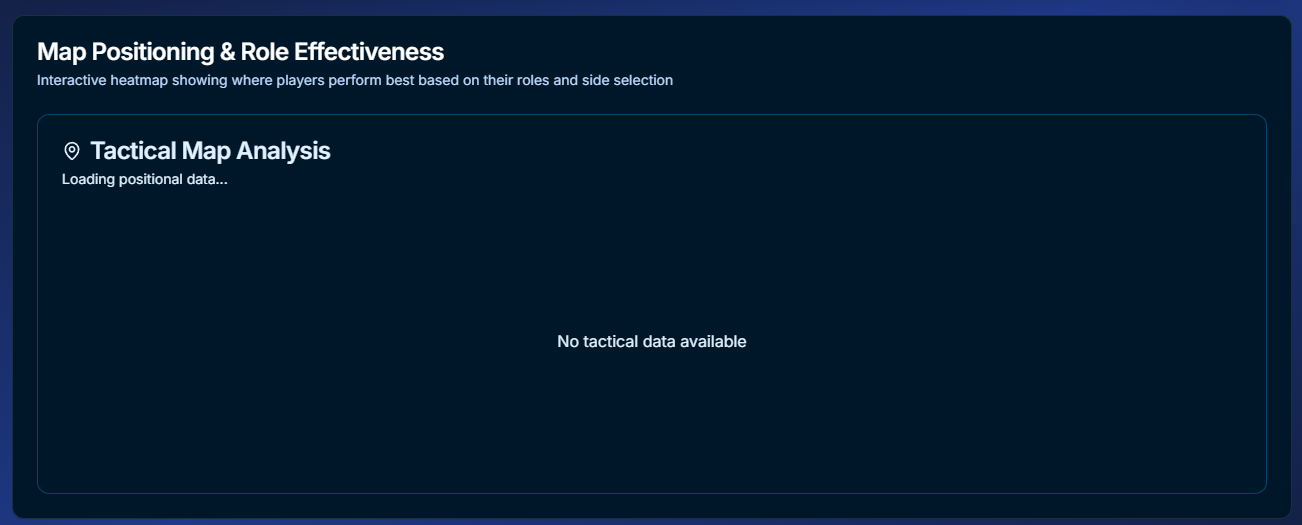 Map Positioning & Role Effectiveness
Interactive heatmap showing where players perform best based on their roles and side selection
Tactical Map Analysis
Loading positional data...
No tactical data available